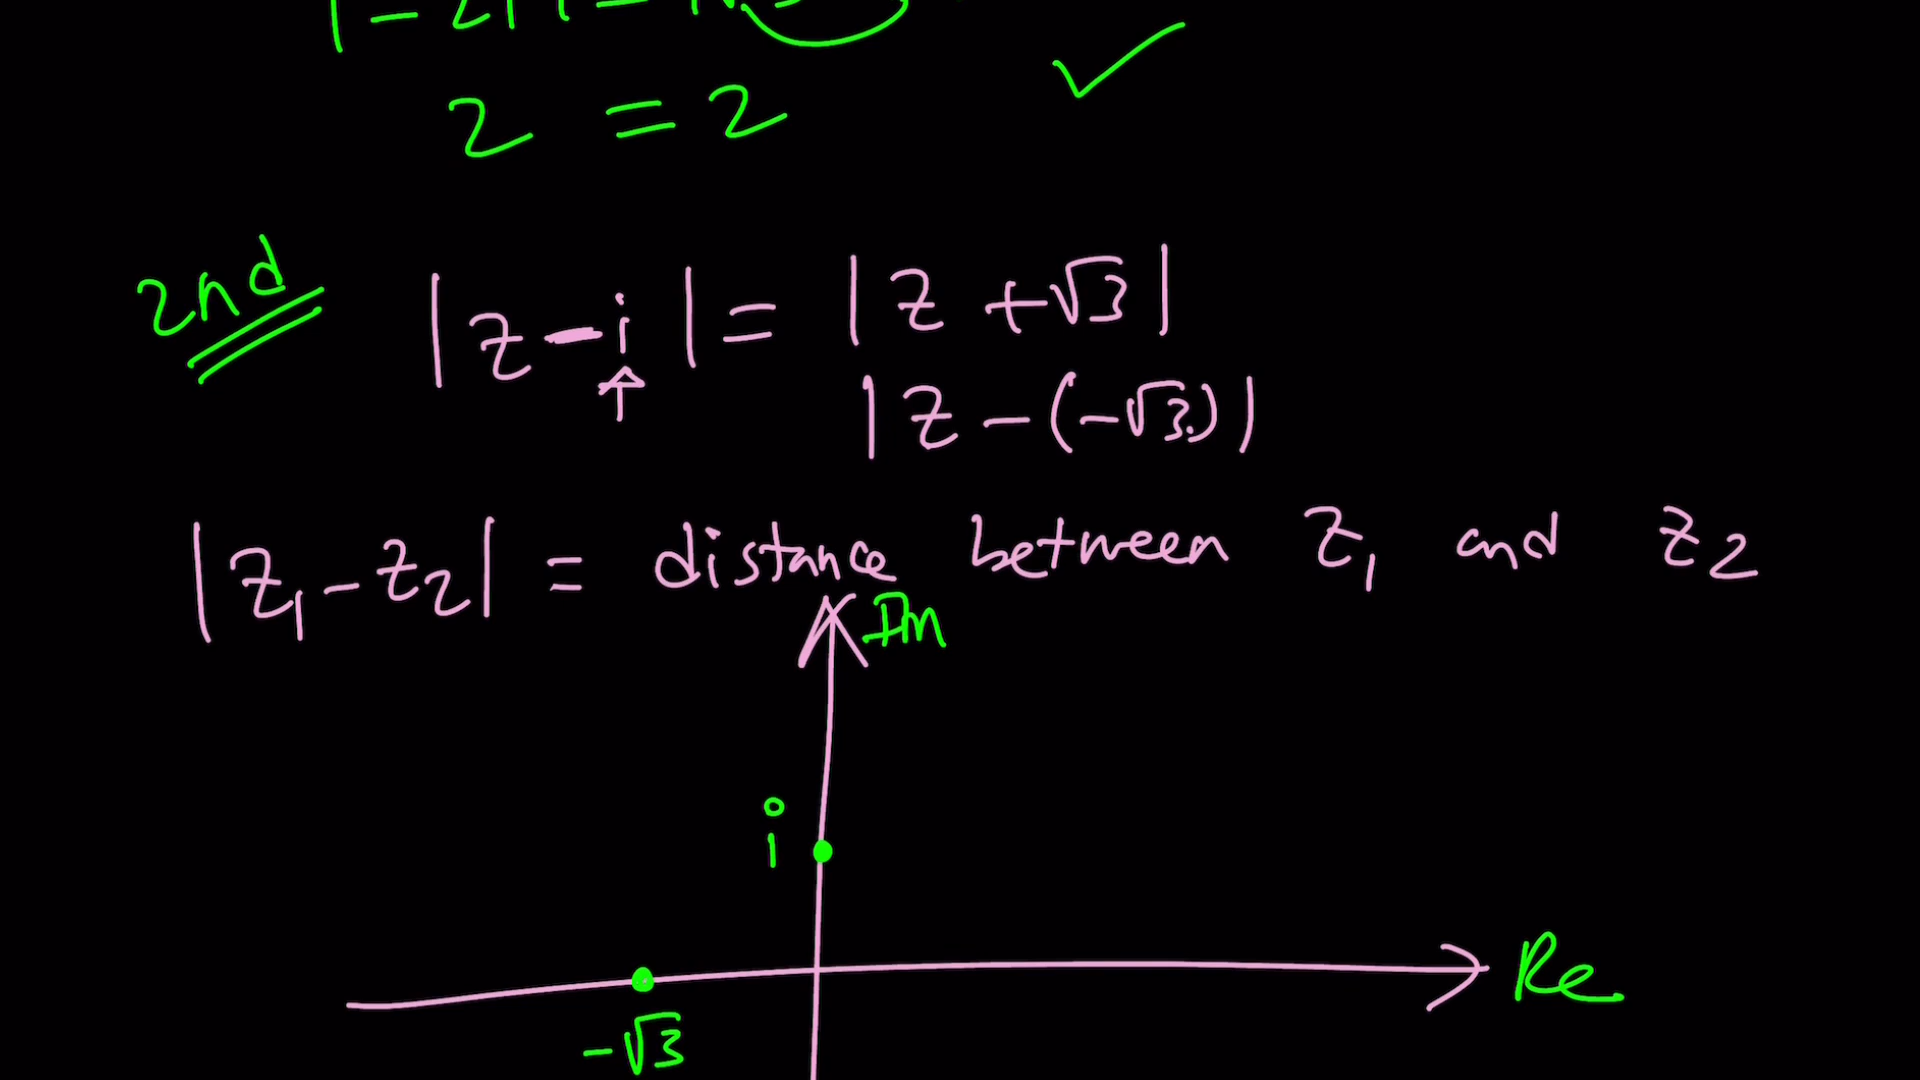 2 = 2
2nd |z - i| = |z + √3|
|z - (-√3)|
|z₁ - z₂| = distance between z₁ and z₂
Im
i
Re
-√3